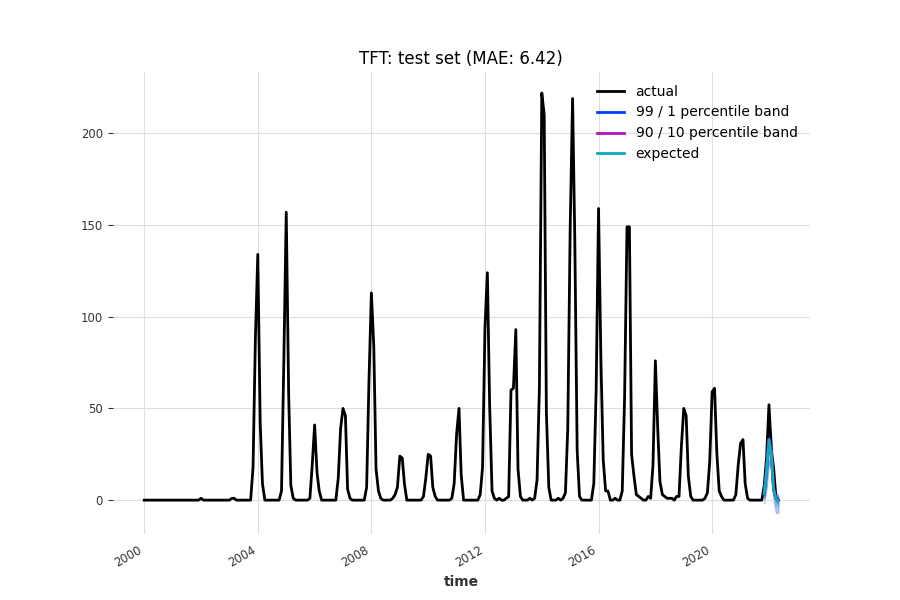 TFT: test set (MAE: 6.42)
actual
99 / 1 percentile band
90 / 10 percentile band
expected
200
150
100
50
0
2000
2004
2008
2012
2016
2020
time